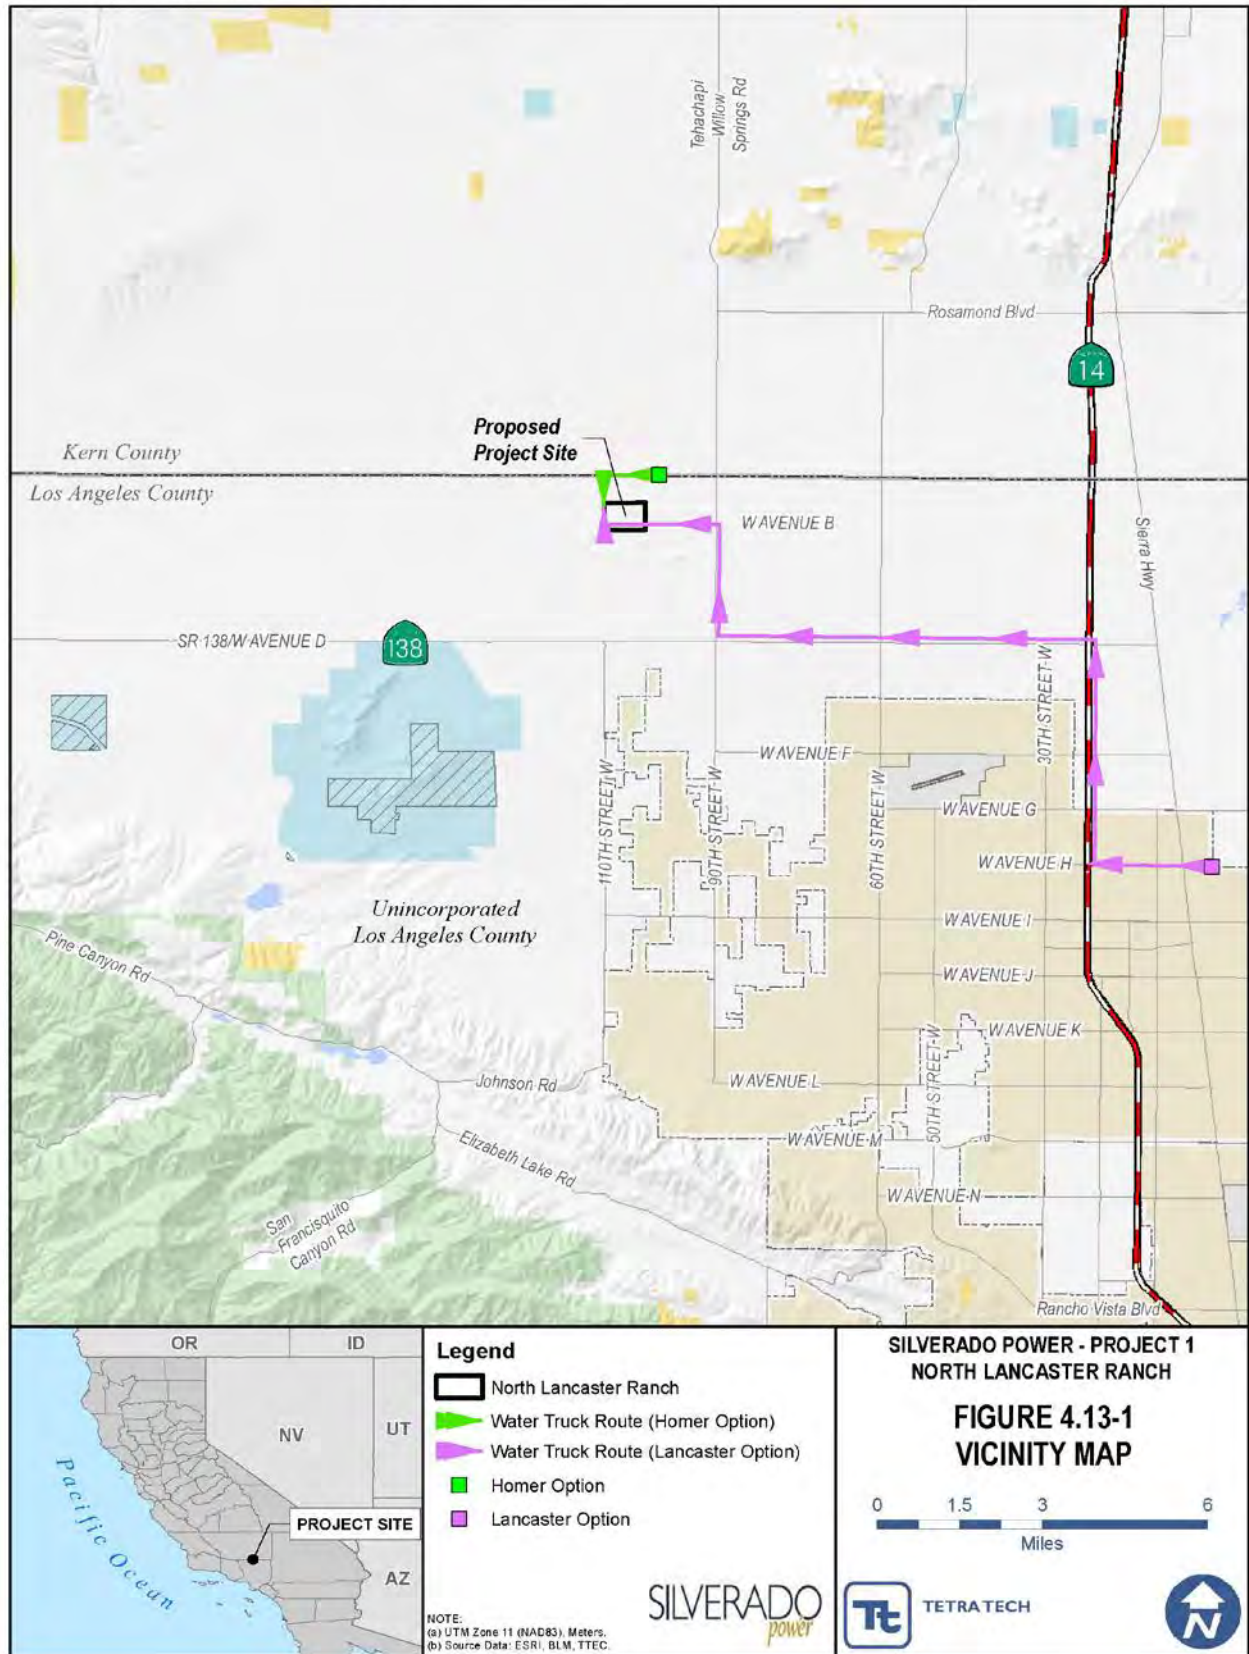 Tehachapi
Willow
Springs Rd
Rosamond Blvd
14
Proposed
Project Site
Kern County
Los Angeles County
W AVENUE B
Sierra Hwy
SR 138/W AVENUE D
138
30TH STREET W
W AVENUE F
110TH STREET W
90TH STREET W
60TH STREET W
W AVENUE G
W AVENUE H
Unincorporated
Los Angeles County
W AVENUE I
Pine Canyon Rd
W AVENUE J
W AVENUE K
Johnson Rd
W AVENUE L
50TH STREET W
Elizabeth Lake Rd
W AVENUE M
W AVENUE N
San
Francisquito
Canyon Rd
Rancho Vista Blvd
OR
ID
NV
UT
Pacific Ocean
PROJECT SITE
AZ
Legend
North Lancaster Ranch
Water Truck Route (Homer Option)
Water Truck Route (Lancaster Option)
Homer Option
Lancaster Option
NOTE:
(a) UTM Zone 11 (NAD83), Meters.
(b) Source Data: ESRI, BLM, TTEC.
SILVERADO
power
SILVERADO POWER - PROJECT 1
NORTH LANCASTER RANCH
FIGURE 4.13-1
VICINITY MAP
0 1.5 3 6
Miles
Tt
TETRA TECH
N